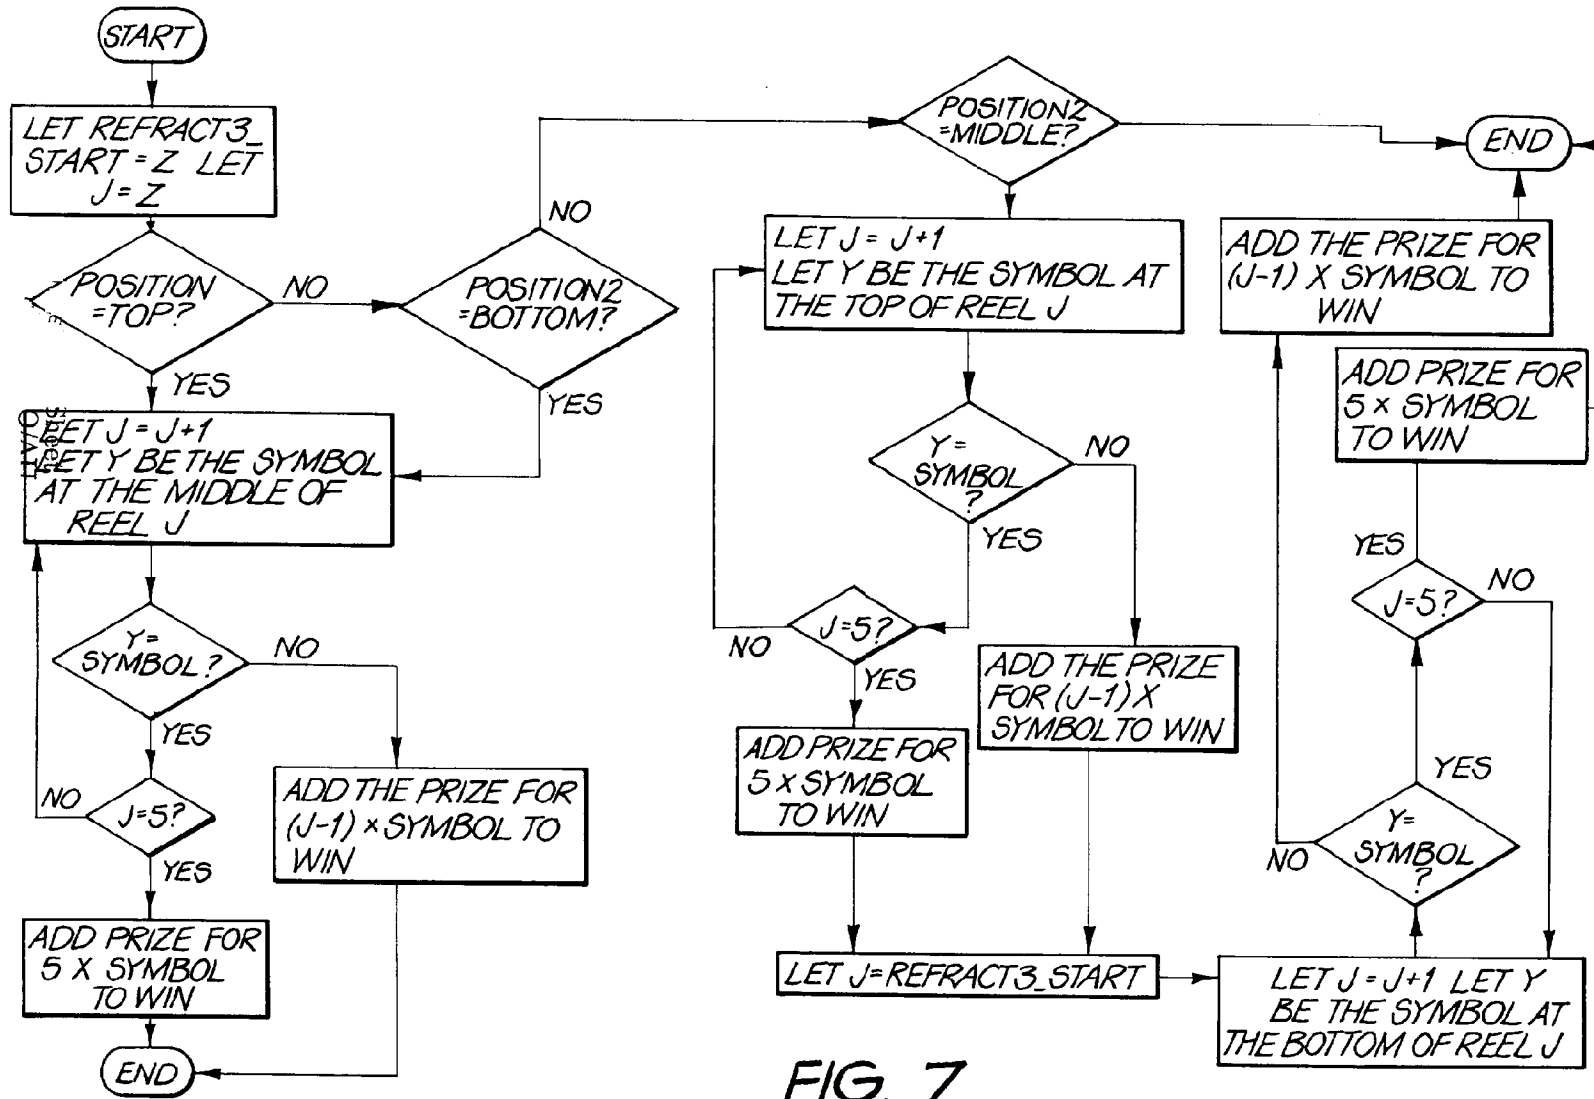 START
LET REFRACT3_
START = Z LET
J = Z
POSITION
=TOP?
NO
YES
POSITION2
=BOTTOM?
NO
YES
LET J = J+1
LET Y BE THE SYMBOL
AT THE MIDDLE OF
REEL J
Sheet
Y=
SYMBOL?
NO
YES
J=5?
NO
YES
ADD THE PRIZE FOR
(J-1) × SYMBOL TO
WIN
ADD PRIZE FOR
5 X SYMBOL
TO WIN
END
POSITION2
=MIDDLE?
LET J = J+1
LET Y BE THE SYMBOL AT
THE TOP OF REEL J
Y=
SYMBOL
?
NO
YES
J=5?
NO
YES
ADD PRIZE FOR
5 X SYMBOL
TO WIN
ADD THE PRIZE
FOR (J-1) X
SYMBOL TO WIN
LET J=REFRACT3_START
END
ADD THE PRIZE FOR
(J-1) X SYMBOL TO
WIN
ADD PRIZE FOR
5 × SYMBOL
TO WIN
YES
J=5?
NO
YES
Y=
SYMBOL
?
NO
LET J = J+1 LET Y
BE THE SYMBOL AT
THE BOTTOM OF REEL J
FIG. 7